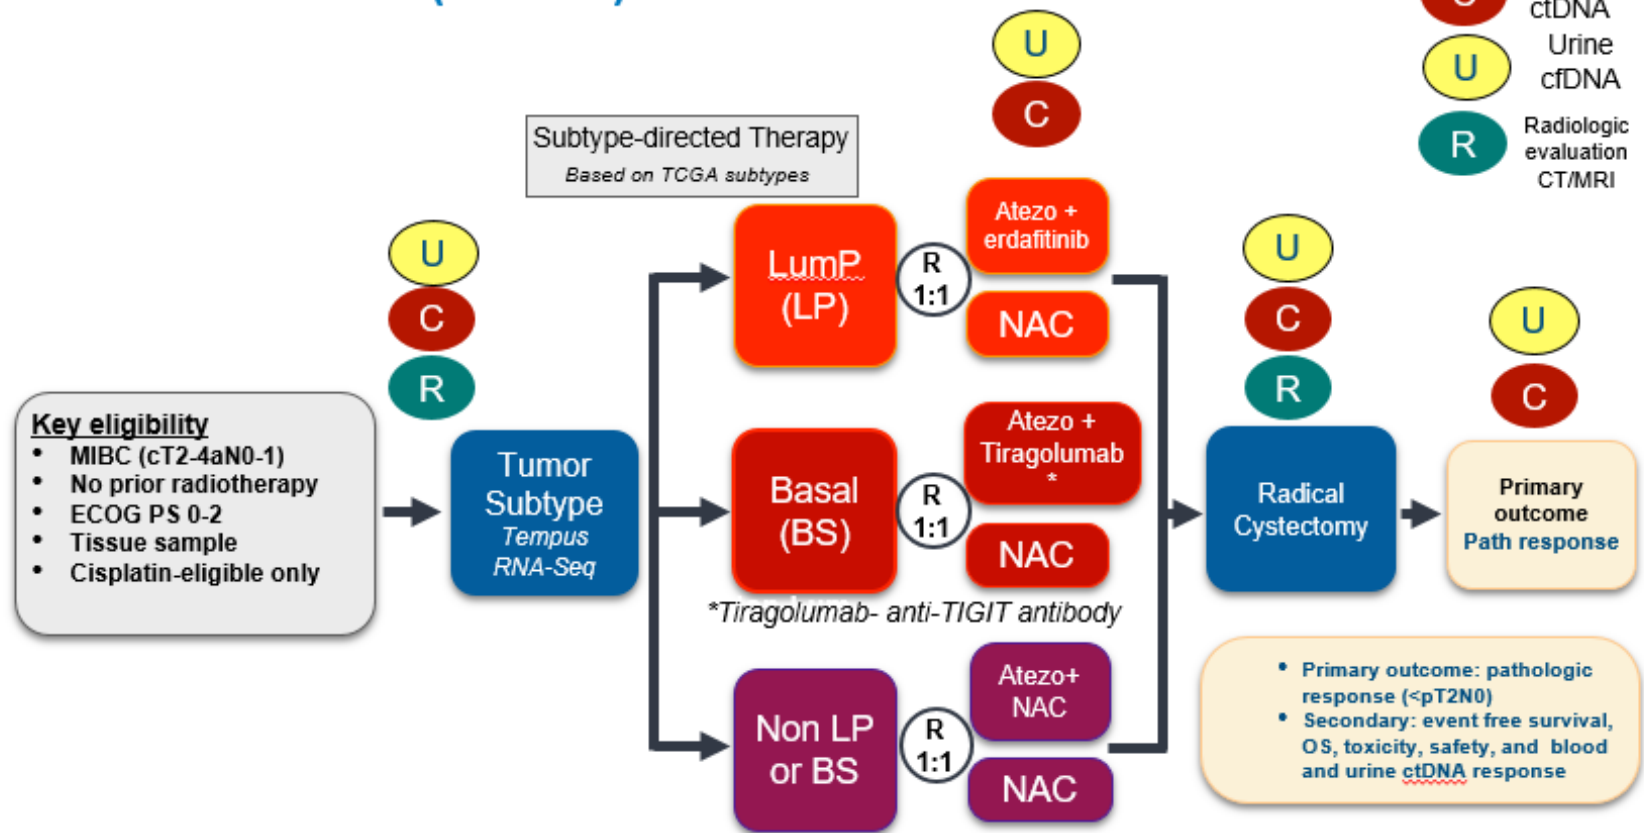 ctDNA
U
Urine
cfDNA
R
Radiologic
evaluation
CT/MRI
U
C
Subtype-directed Therapy
Based on TCGA subtypes
U
C
R
Key eligibility
• MIBC (cT2-4aN0-1)
• No prior radiotherapy
• ECOG PS 0-2
• Tissue sample
• Cisplatin-eligible only
Tumor
Subtype
Tempus
RNA-Seq
LumP
(LP)
R
1:1
Atezo +
erdafitinib
NAC
Basal
(BS)
R
1:1
Atezo +
Tiragolumab
*
NAC
*Tiragolumab- anti-TIGIT antibody
Non LP
or BS
R
1:1
Atezo+
NAC
NAC
U
C
R
Radical
Cystectomy
U
C
Primary
outcome
Path response
• Primary outcome: pathologic
response (<pT2N0)
• Secondary: event free survival,
OS, toxicity, safety, and blood
and urine ctDNA response